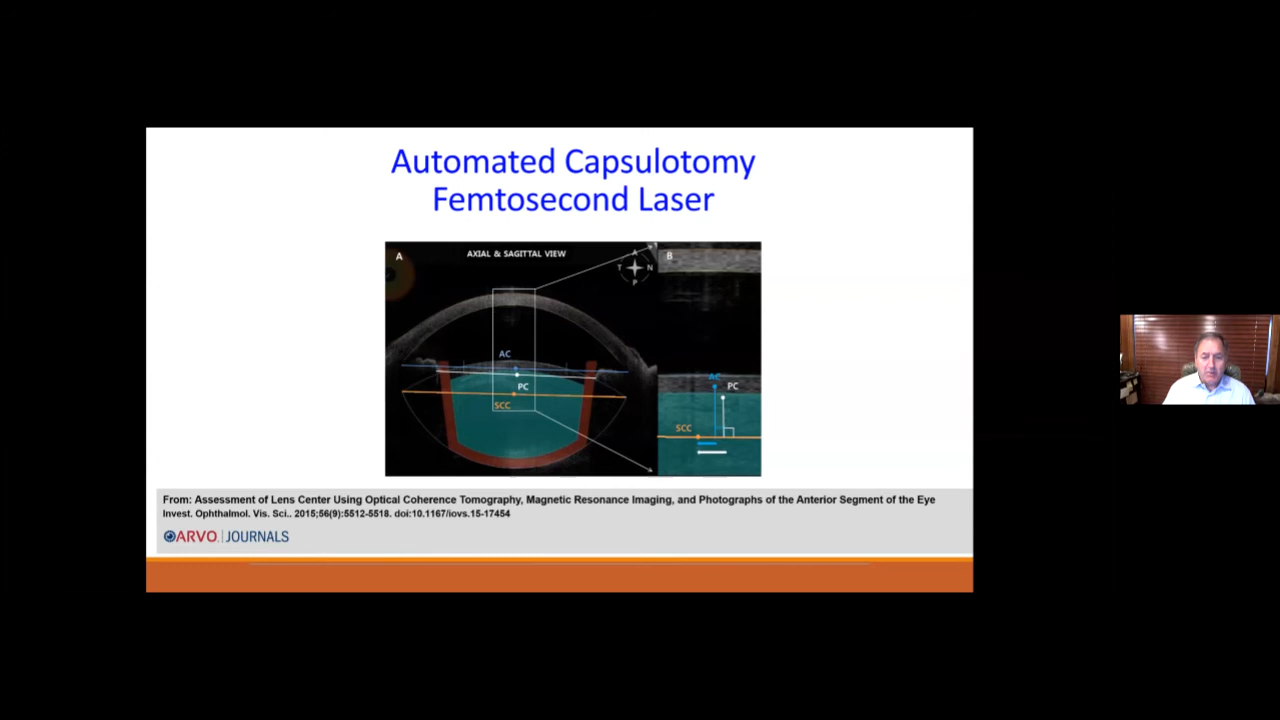 Automated Capsulotomy
Femtosecond Laser
A
AXIAL & SAGITTAL VIEW
A
T
N
P
B
AC
PC
SCC
AC
PC
SCC
From: Assessment of Lens Center Using Optical Coherence Tomography, Magnetic Resonance Imaging, and Photographs of the Anterior Segment of the Eye
Invest. Ophthalmol. Vis. Sci.. 2015;56(9):5512-5518. doi:10.1167/iovs.15-17454
ARVO JOURNALS